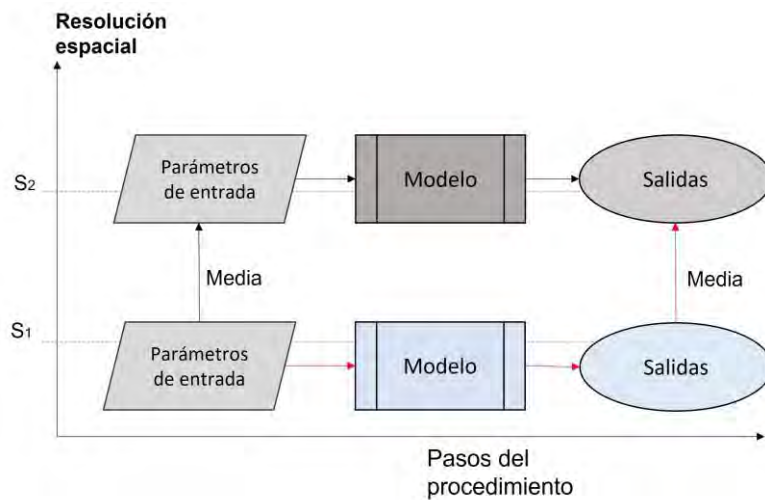 Resolución
espacial
S2
Parámetros
de entrada
Modelo
Salidas
Media
Media
S1
Parámetros
de entrada
Modelo
Salidas
Pasos del
procedimiento